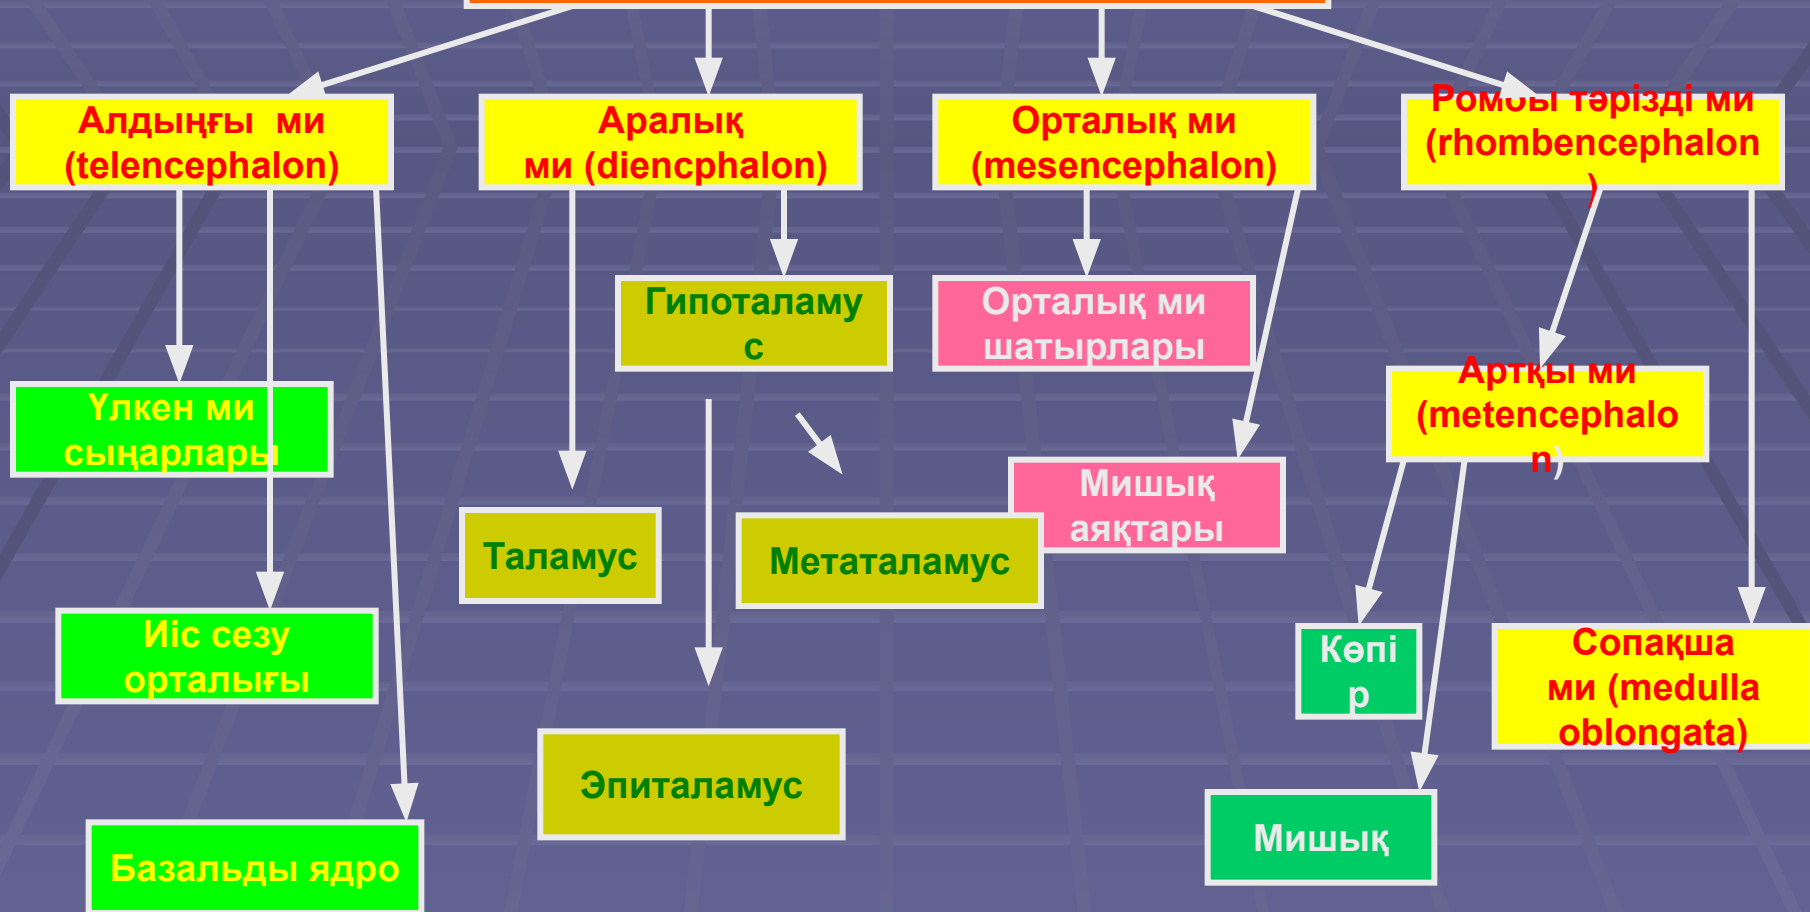 Алдыңғы ми
(telencephalon)
Аралық
ми (diencphalon)
Орталық ми
(mesencephalon)
Ромбы тәрізді ми
(rhombencephalon
)
Гипоталаму
с
Орталық ми
шатырлары
Артқы ми
(metencephalo
n)
Үлкен ми
сыңарлары
Мишық
аяқтары
Таламус
Метаталамус
Иіс сезу
орталығы
Көпі
р
Сопақша
ми (medulla
oblongata)
Эпиталамус
Мишық
Базальды ядро